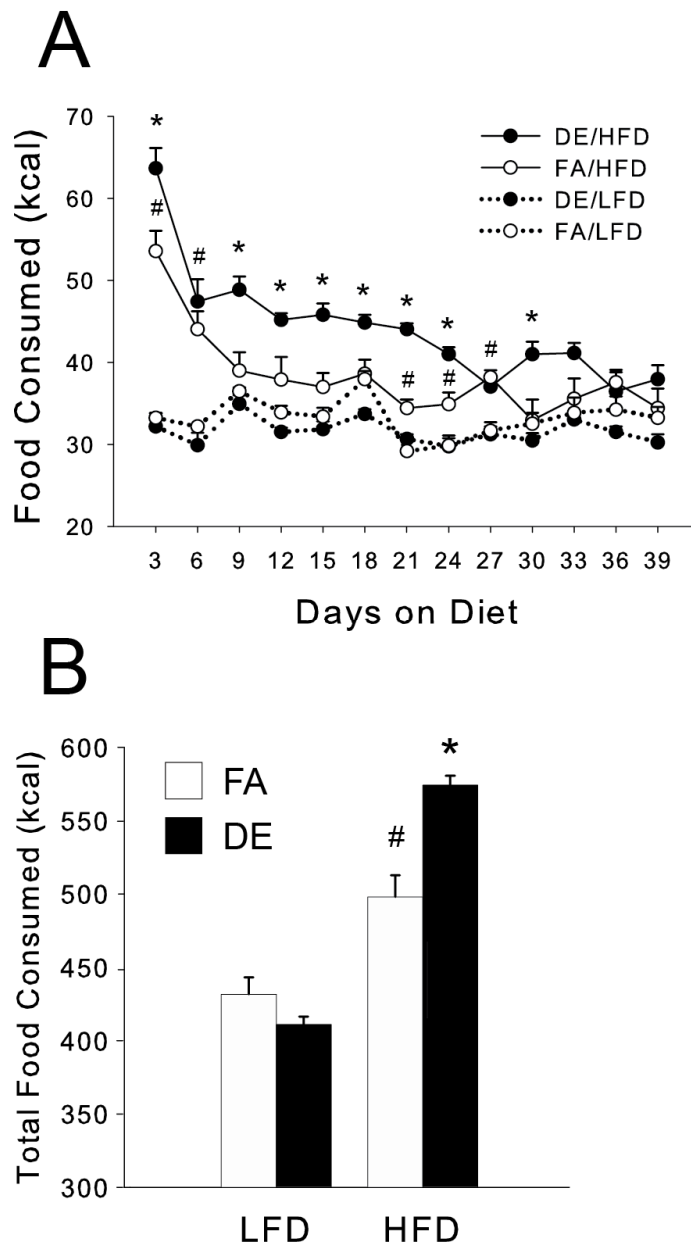 A
Food Consumed (kcal)
70
60
50
40
30
20
* # # * * * * # * # * # * #
DE/HFD
FA/HFD
DE/LFD
FA/LFD
3 6 9 12 15 18 21 24 27 30 33 36 39
Days on Diet
B
Total Food Consumed (kcal)
600
550
500
450
400
350
300
FA
DE
#
*
LFD HFD